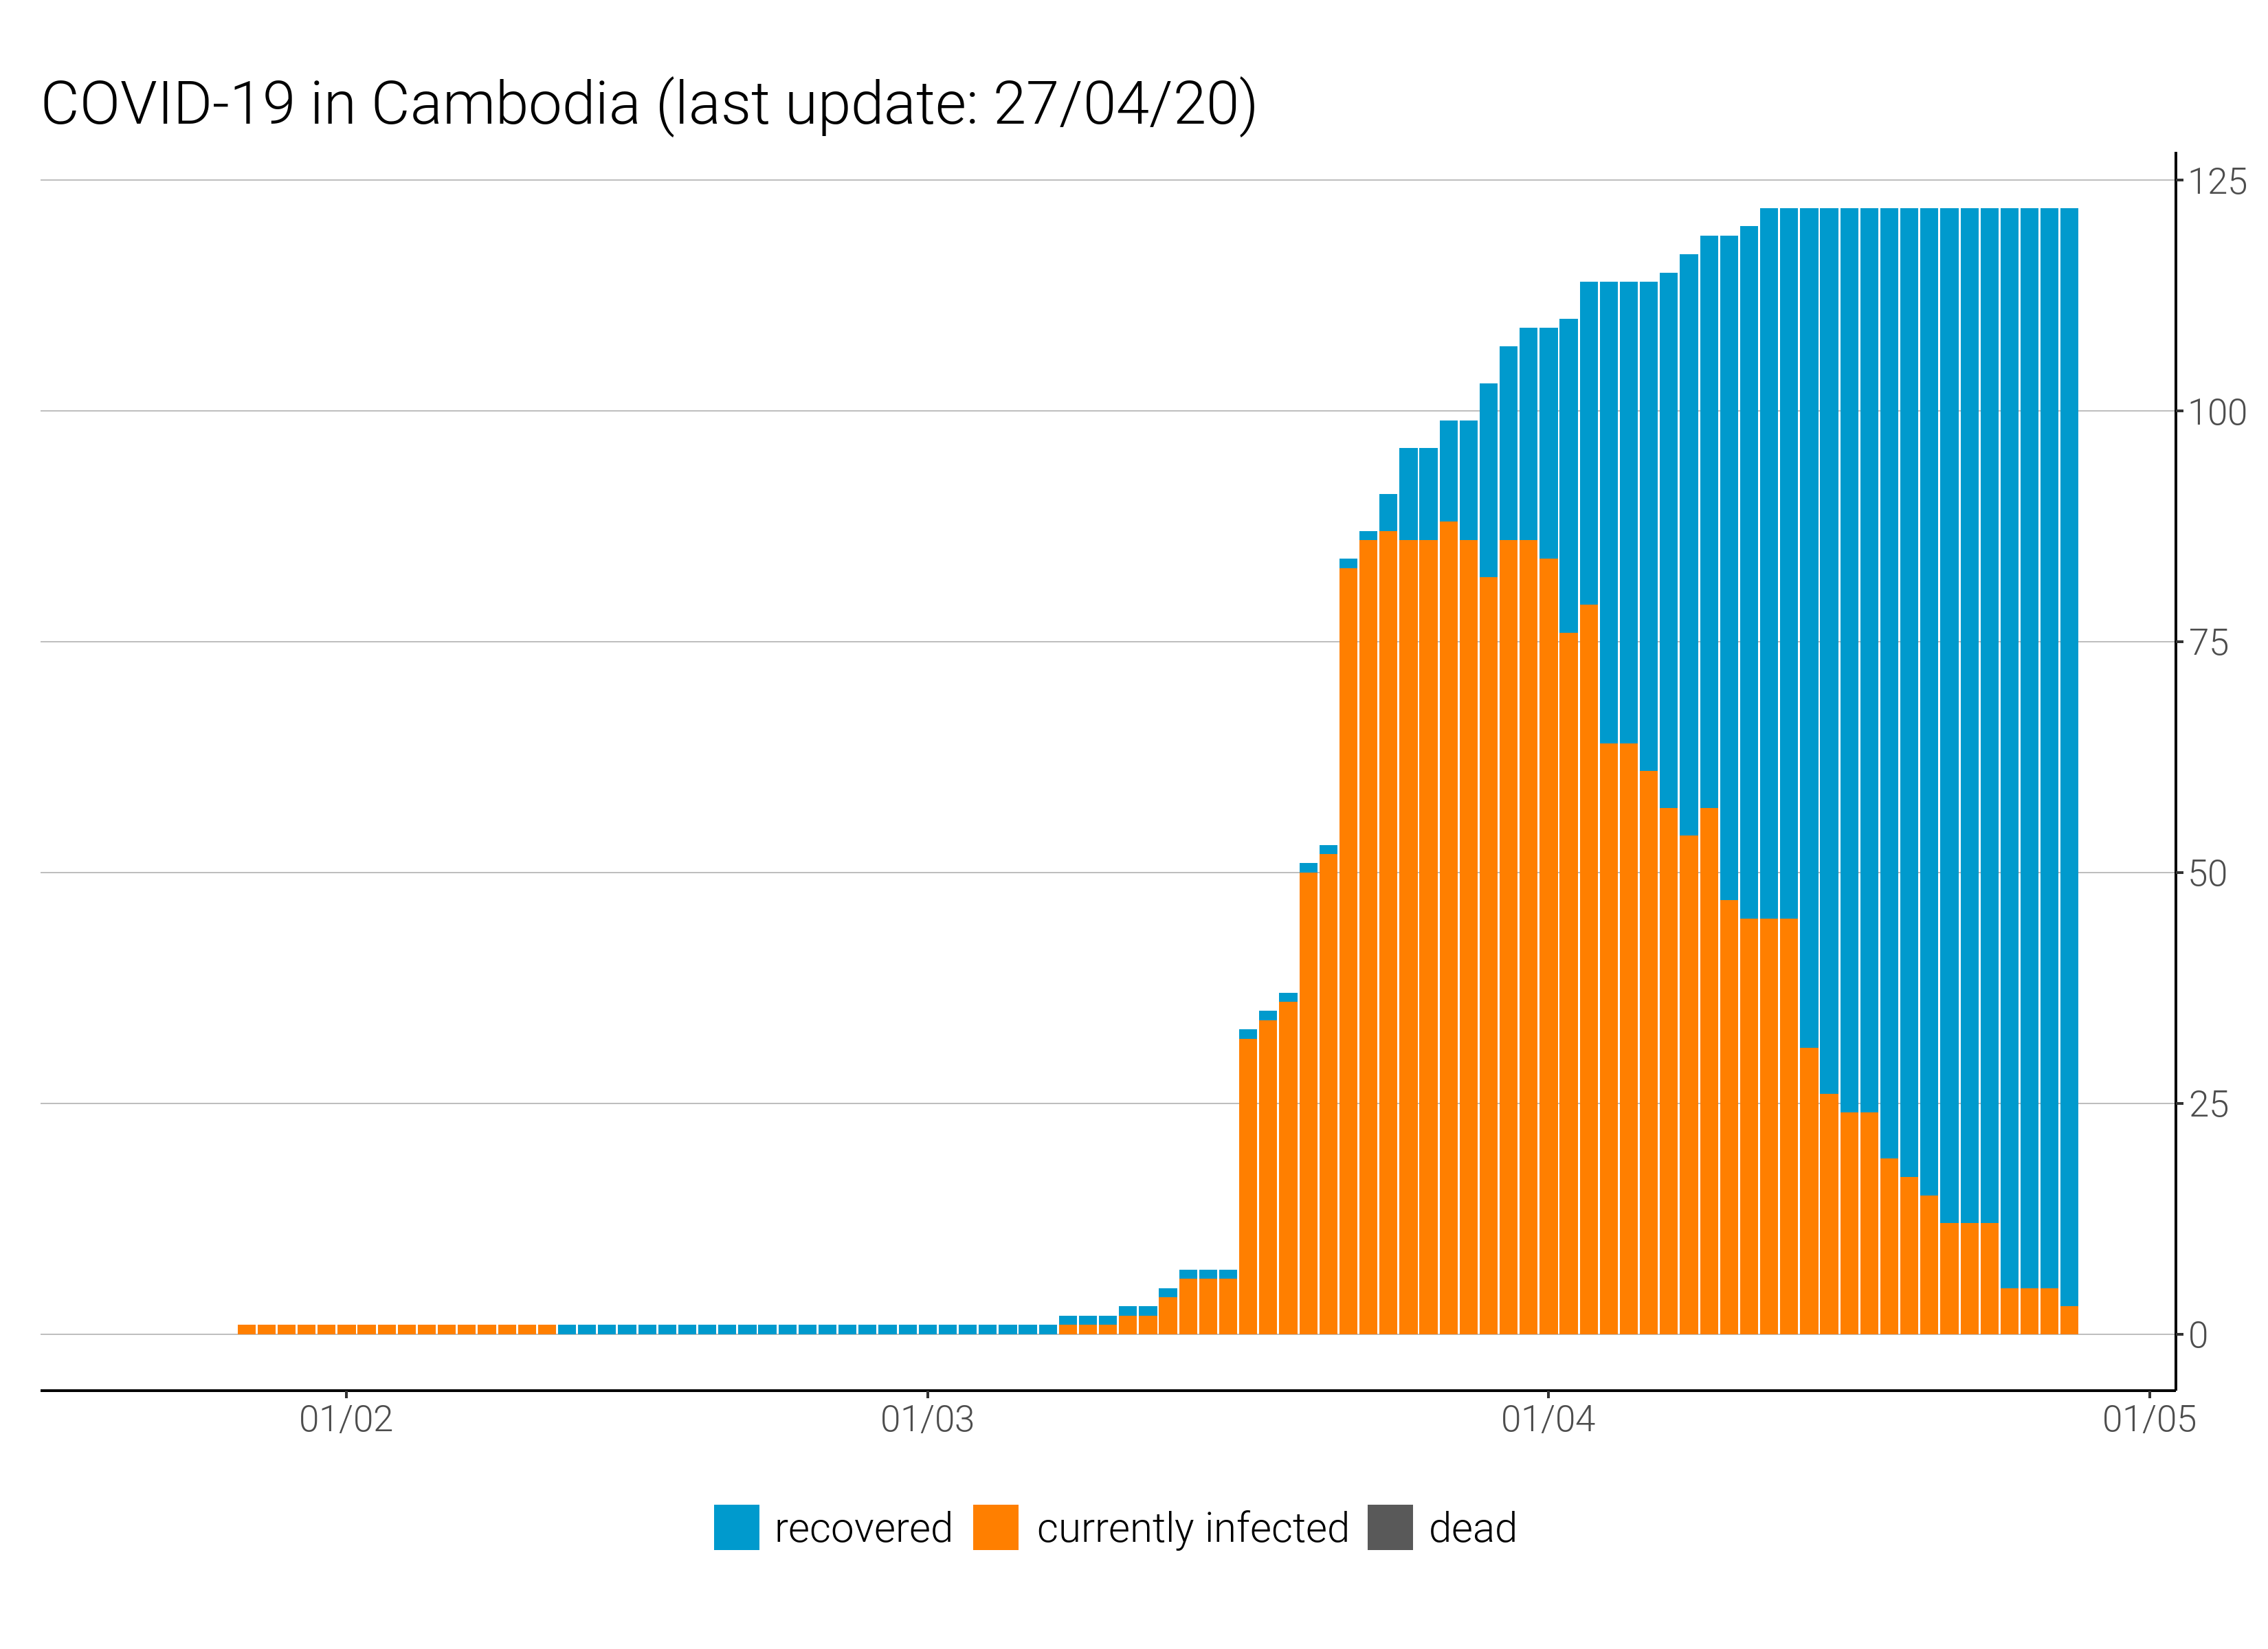 COVID-19 in Cambodia (last update: 27/04/20)
125
100
75
50
25
0
01/02 01/03 01/04 01/05
recovered currently infected dead